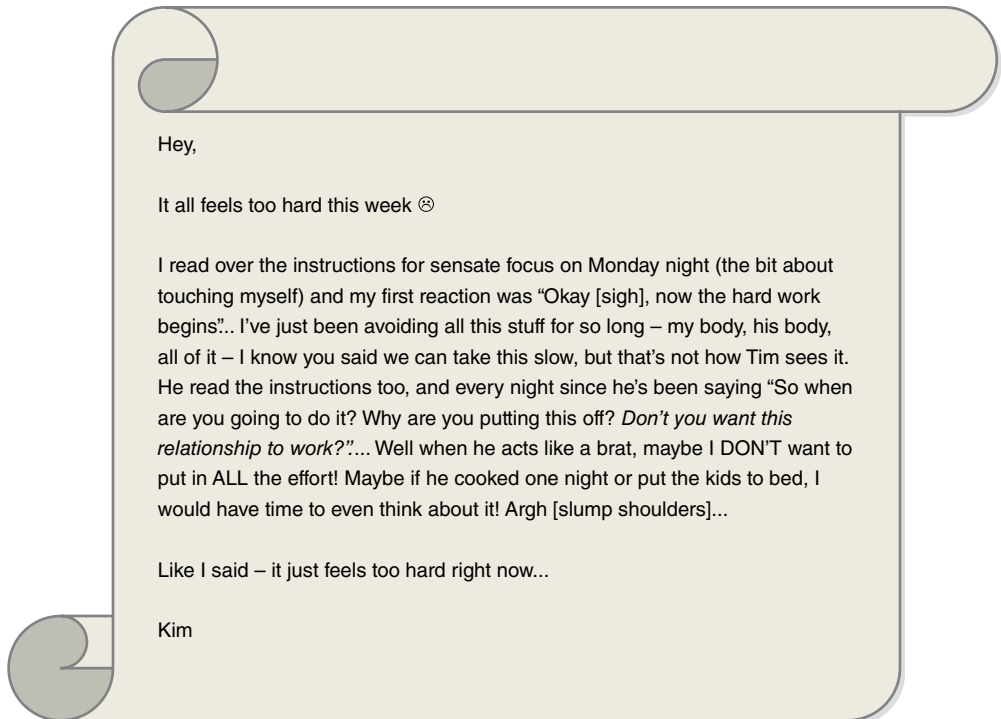 Hey,
It all feels too hard this week ☹
I read over the instructions for sensate focus on Monday night (the bit about
touching myself) and my first reaction was “Okay [sigh], now the hard work
begins”... I’ve just been avoiding all this stuff for so long – my body, his body,
all of it – I know you said we can take this slow, but that’s not how Tim sees it.
He read the instructions too, and every night since he’s been saying “So when
are you going to do it? Why are you putting this off? Don’t you want this
relationship to work?”.... Well when he acts like a brat, maybe I DON’T want to
put in ALL the effort! Maybe if he cooked one night or put the kids to bed, I
would have time to even think about it! Argh [slump shoulders]...
Like I said – it just feels too hard right now...
Kim